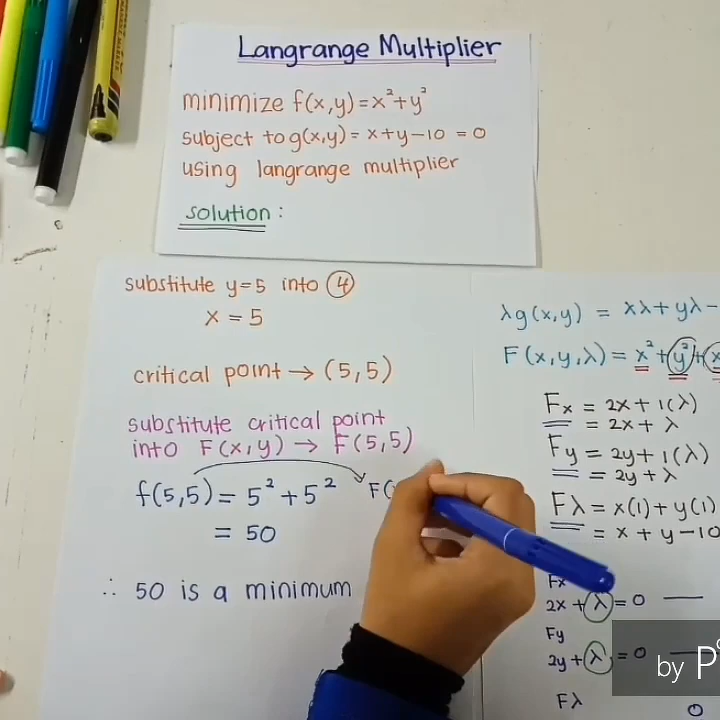 Langrange Multiplier
minimize f(x,y)=x²+y²
subject to g(x,y)= x+y-10 = 0
using langrange multiplier
solution :
substitute y=5 into ④
x = 5
critical point → (5,5)
substitute critical point
into F(x,y) → F(5,5)
f(5,5) = 5² + 5² F(
= 50
∴ 50 is a minimum
λg(x,y) = xλ + yλ -
F(x,y,λ) = x² + y² + x
Fx = 2x + 1(λ)
= 2x + λ
Fy = 2y + 1(λ)
= 2y + λ
Fλ = x(1) + y(1)
= x + y - 10
Fx
2x + λ = 0
Fy
2y + λ = 0
Fλ
0
by P